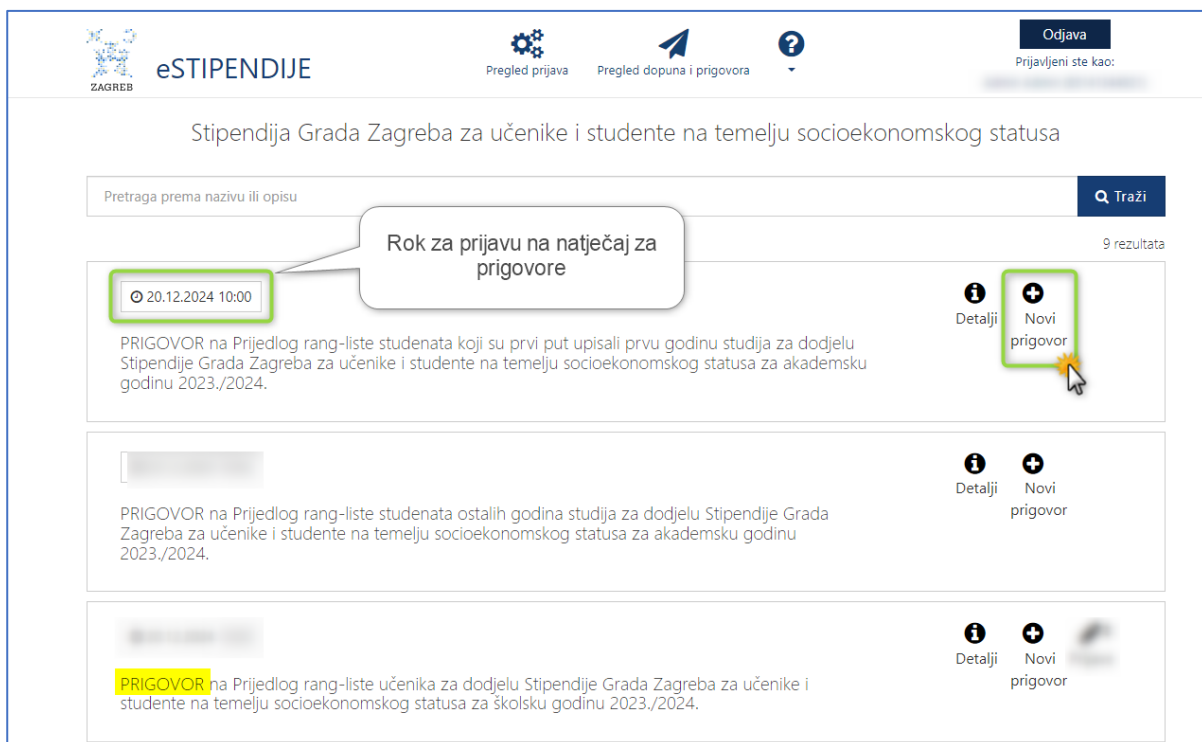 ZAGREB
eSTIPENDIJE
Pregled prijava
Pregled dopuna i prigovora
Odjava
Prijavljeni ste kao:
Stipendija Grada Zagreba za učenike i studente na temelju socioekonomskog statusa
Pretraga prema nazivu ili opisu
Traži
9 rezultata
Rok za prijavu na natječaj za
prigovore
20.12.2024 10:00
Detalji
Novi
prigovor
PRIGOVOR na Prijedlog rang-liste studenata koji su prvi put upisali prvu godinu studija za dodjelu
Stipendije Grada Zagreba za učenike i studente na temelju socioekonomskog statusa za akademsku
godinu 2023./2024.
Detalji
Novi
prigovor
PRIGOVOR na Prijedlog rang-liste studenata ostalih godina studija za dodjelu Stipendije Grada
Zagreba za učenike i studente na temelju socioekonomskog statusa za akademsku godinu
2023./2024.
Detalji
Novi
prigovor
PRIGOVOR na Prijedlog rang-liste učenika za dodjelu Stipendije Grada Zagreba za učenike i
studente na temelju socioekonomskog statusa za školsku godinu 2023./2024.